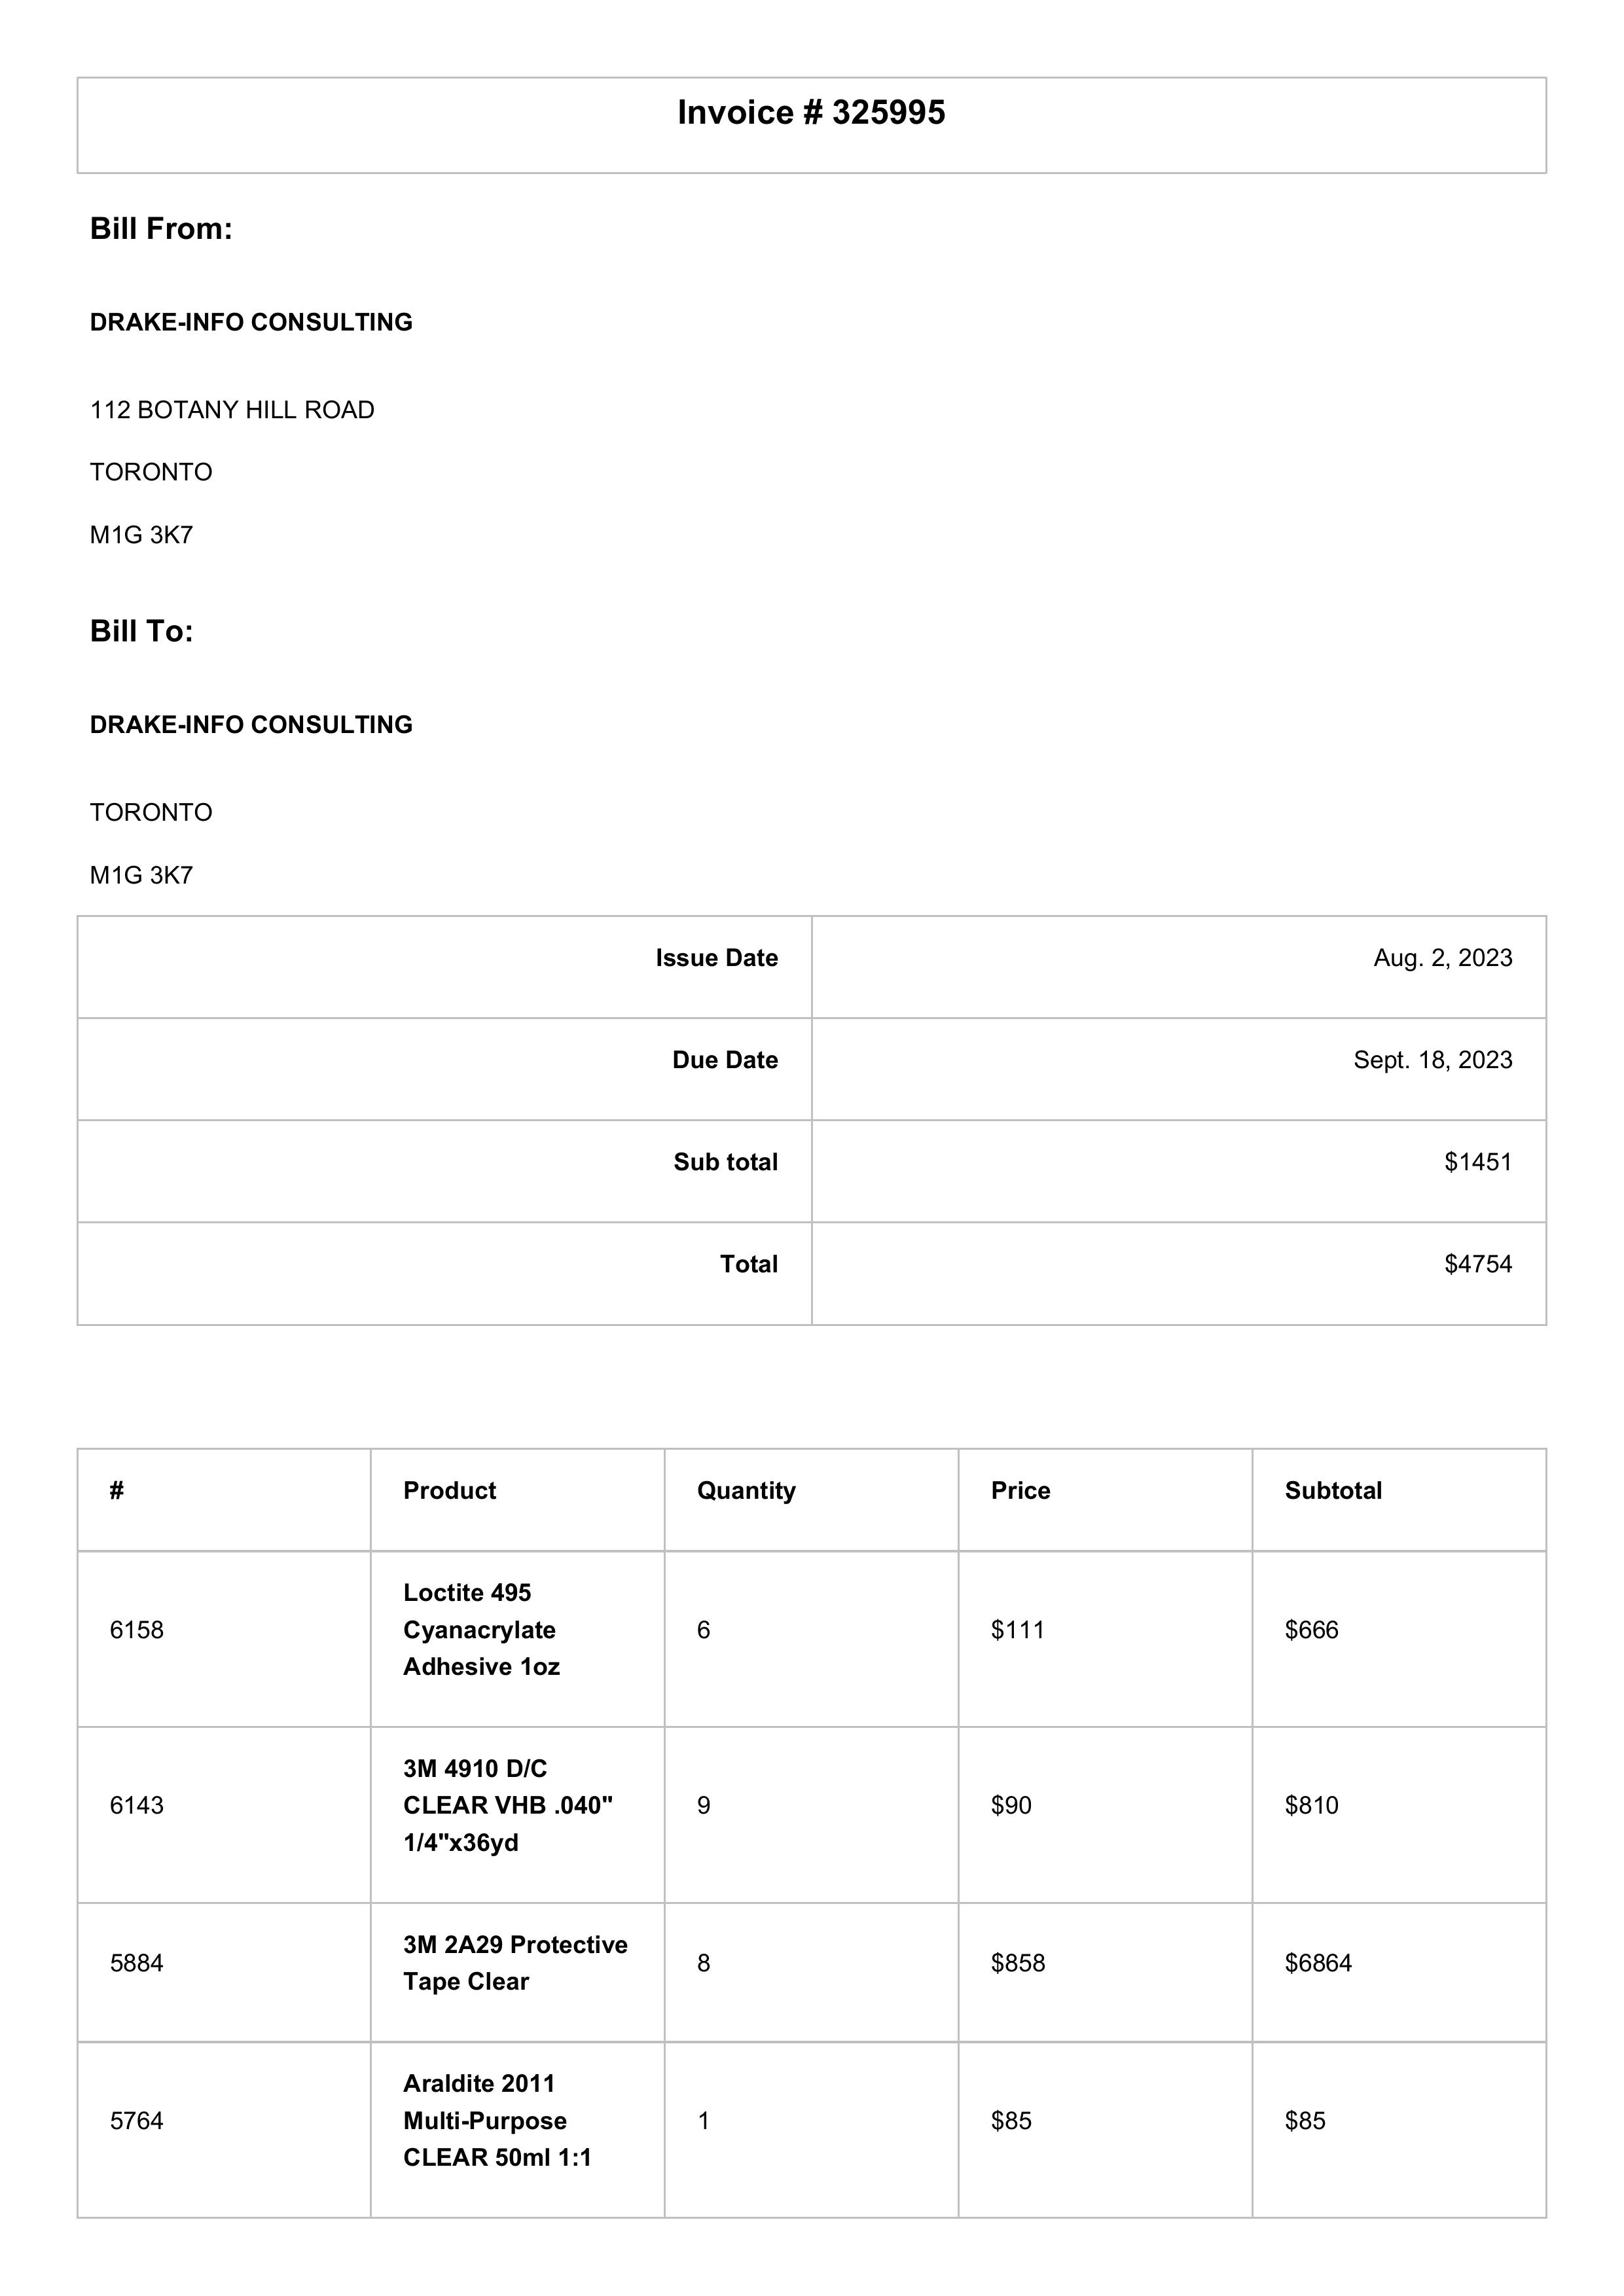 Invoice # 325995
Bill From:
DRAKE-INFO CONSULTING
112 BOTANY HILL ROAD
TORONTO
M1G 3K7
Bill To:
DRAKE-INFO CONSULTING
TORONTO
M1G 3K7
Issue Date Aug. 2, 2023
Due Date Sept. 18, 2023
Sub total $1451
Total $4754
# Product Quantity Price Subtotal
Loctite 495
6158 Cyanacrylate 6 $111 $666
Adhesive 1oz
3M 4910 D/C
6143 CLEAR VHB .040" 9 $90 $810
1/4"x36yd
5884 3M 2A29 Protective 8 $858 $6864
Tape Clear
Araldite 2011
5764 Multi-Purpose 1 $85 $85
CLEAR 50ml 1:1